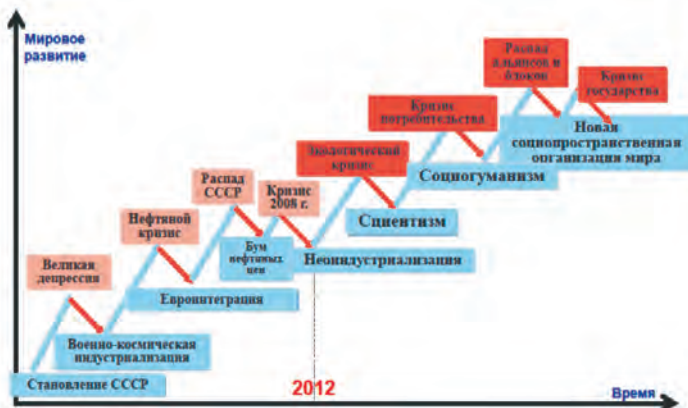 Мировое
развитие
Распад
альянсов и
блоков
Кризис
государства
Кризис
потребительства
Новая
социопространственная
организация мира
Экологический
кризис
Социогуманизм
Распад
СССР
Кризис
2008 г.
Нефтяной
кризис
Сциентизм
Бум
нефтяных
цен
Неоиндустриализация
Великая
депрессия
Евроинтеграция
Военно-космическая
индустриализация
Становление СССР
2012
Время